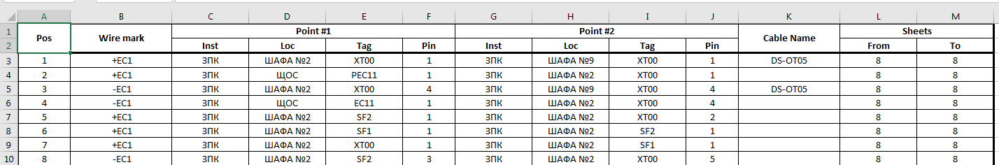 A B C D E F G H I J K L M
1 Pos Wire mark Point #1 Point #2 Cable Name Sheets
2 Inst Loc Tag Pin Inst Loc Tag Pin From To
3 1 +EC1 ЗПК ШАФА №2 XT00 1 ЗПК ШАФА №9 XT00 1 DS-OT05 8 8
4 2 +EC1 ЗПК ЩОС PEC11 1 ЗПК ШАФА №2 XT00 1 8 8
5 3 -EC1 ЗПК ШАФА №2 XT00 4 ЗПК ШАФА №9 XT00 4 DS-OT05 8 8
6 4 -EC1 ЗПК ЩОС EC11 1 ЗПК ШАФА №2 XT00 4 8 8
7 5 +EC1 ЗПК ШАФА №2 SF2 1 ЗПК ШАФА №2 XT00 2 8 8
8 6 +EC1 ЗПК ШАФА №2 SF1 1 ЗПК ШАФА №2 SF2 1 8 8
9 7 +EC1 ЗПК ШАФА №2 XT00 1 ЗПК ШАФА №2 SF1 1 8 8
10 8 -EC1 ЗПК ШАФА №2 SF2 3 ЗПК ШАФА №2 XT00 5 8 8